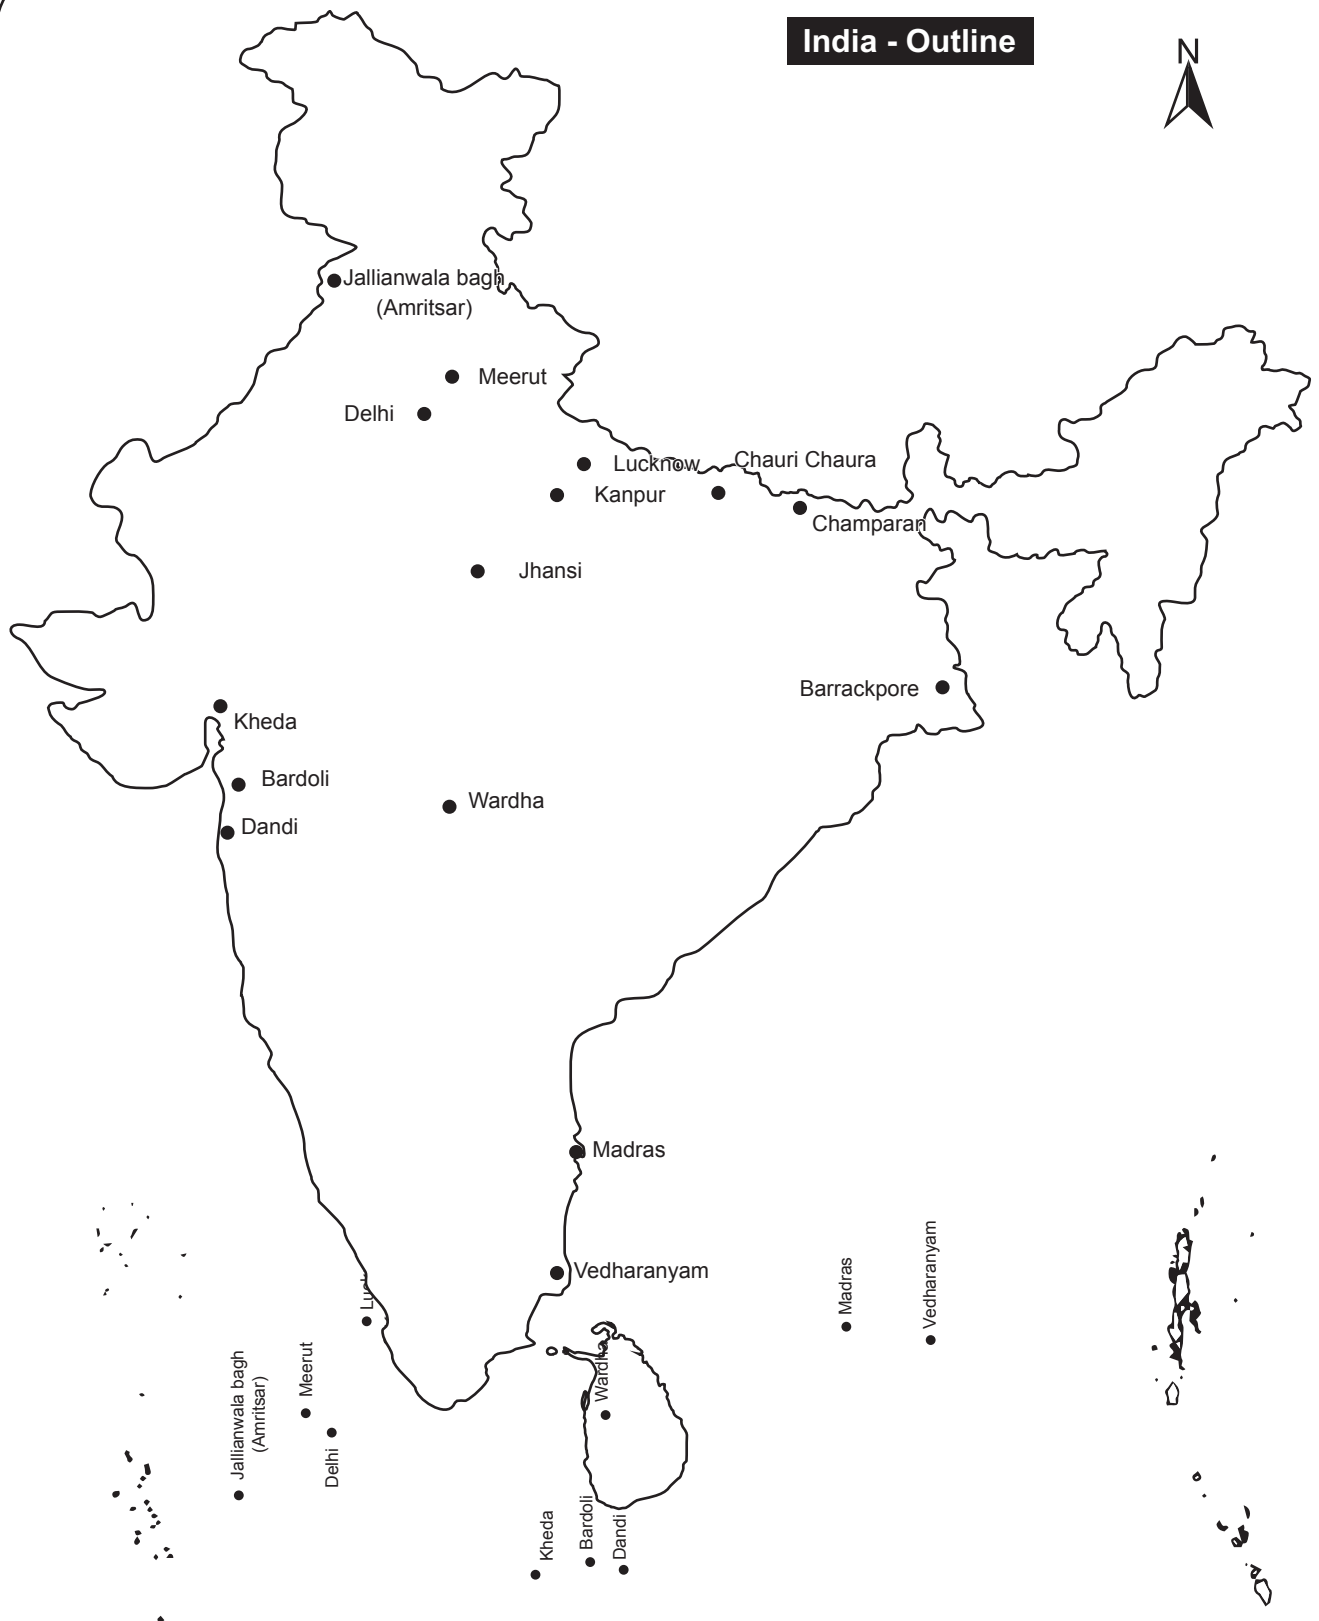 India - Outline
N
Jallianwala bagh
(Amritsar)
Meerut
Delhi
Lucknow
Chauri Chaura
Kanpur
Champaran
Jhansi
Barrackpore
Kheda
Bardoli
Wardha
Dandi
Madras
Vedharanyam
Madras
Vedharanyam
Meerut
Jallianwala bagh
(Amritsar)
Delhi
Wardha
Kheda
Bardoli
Dandi